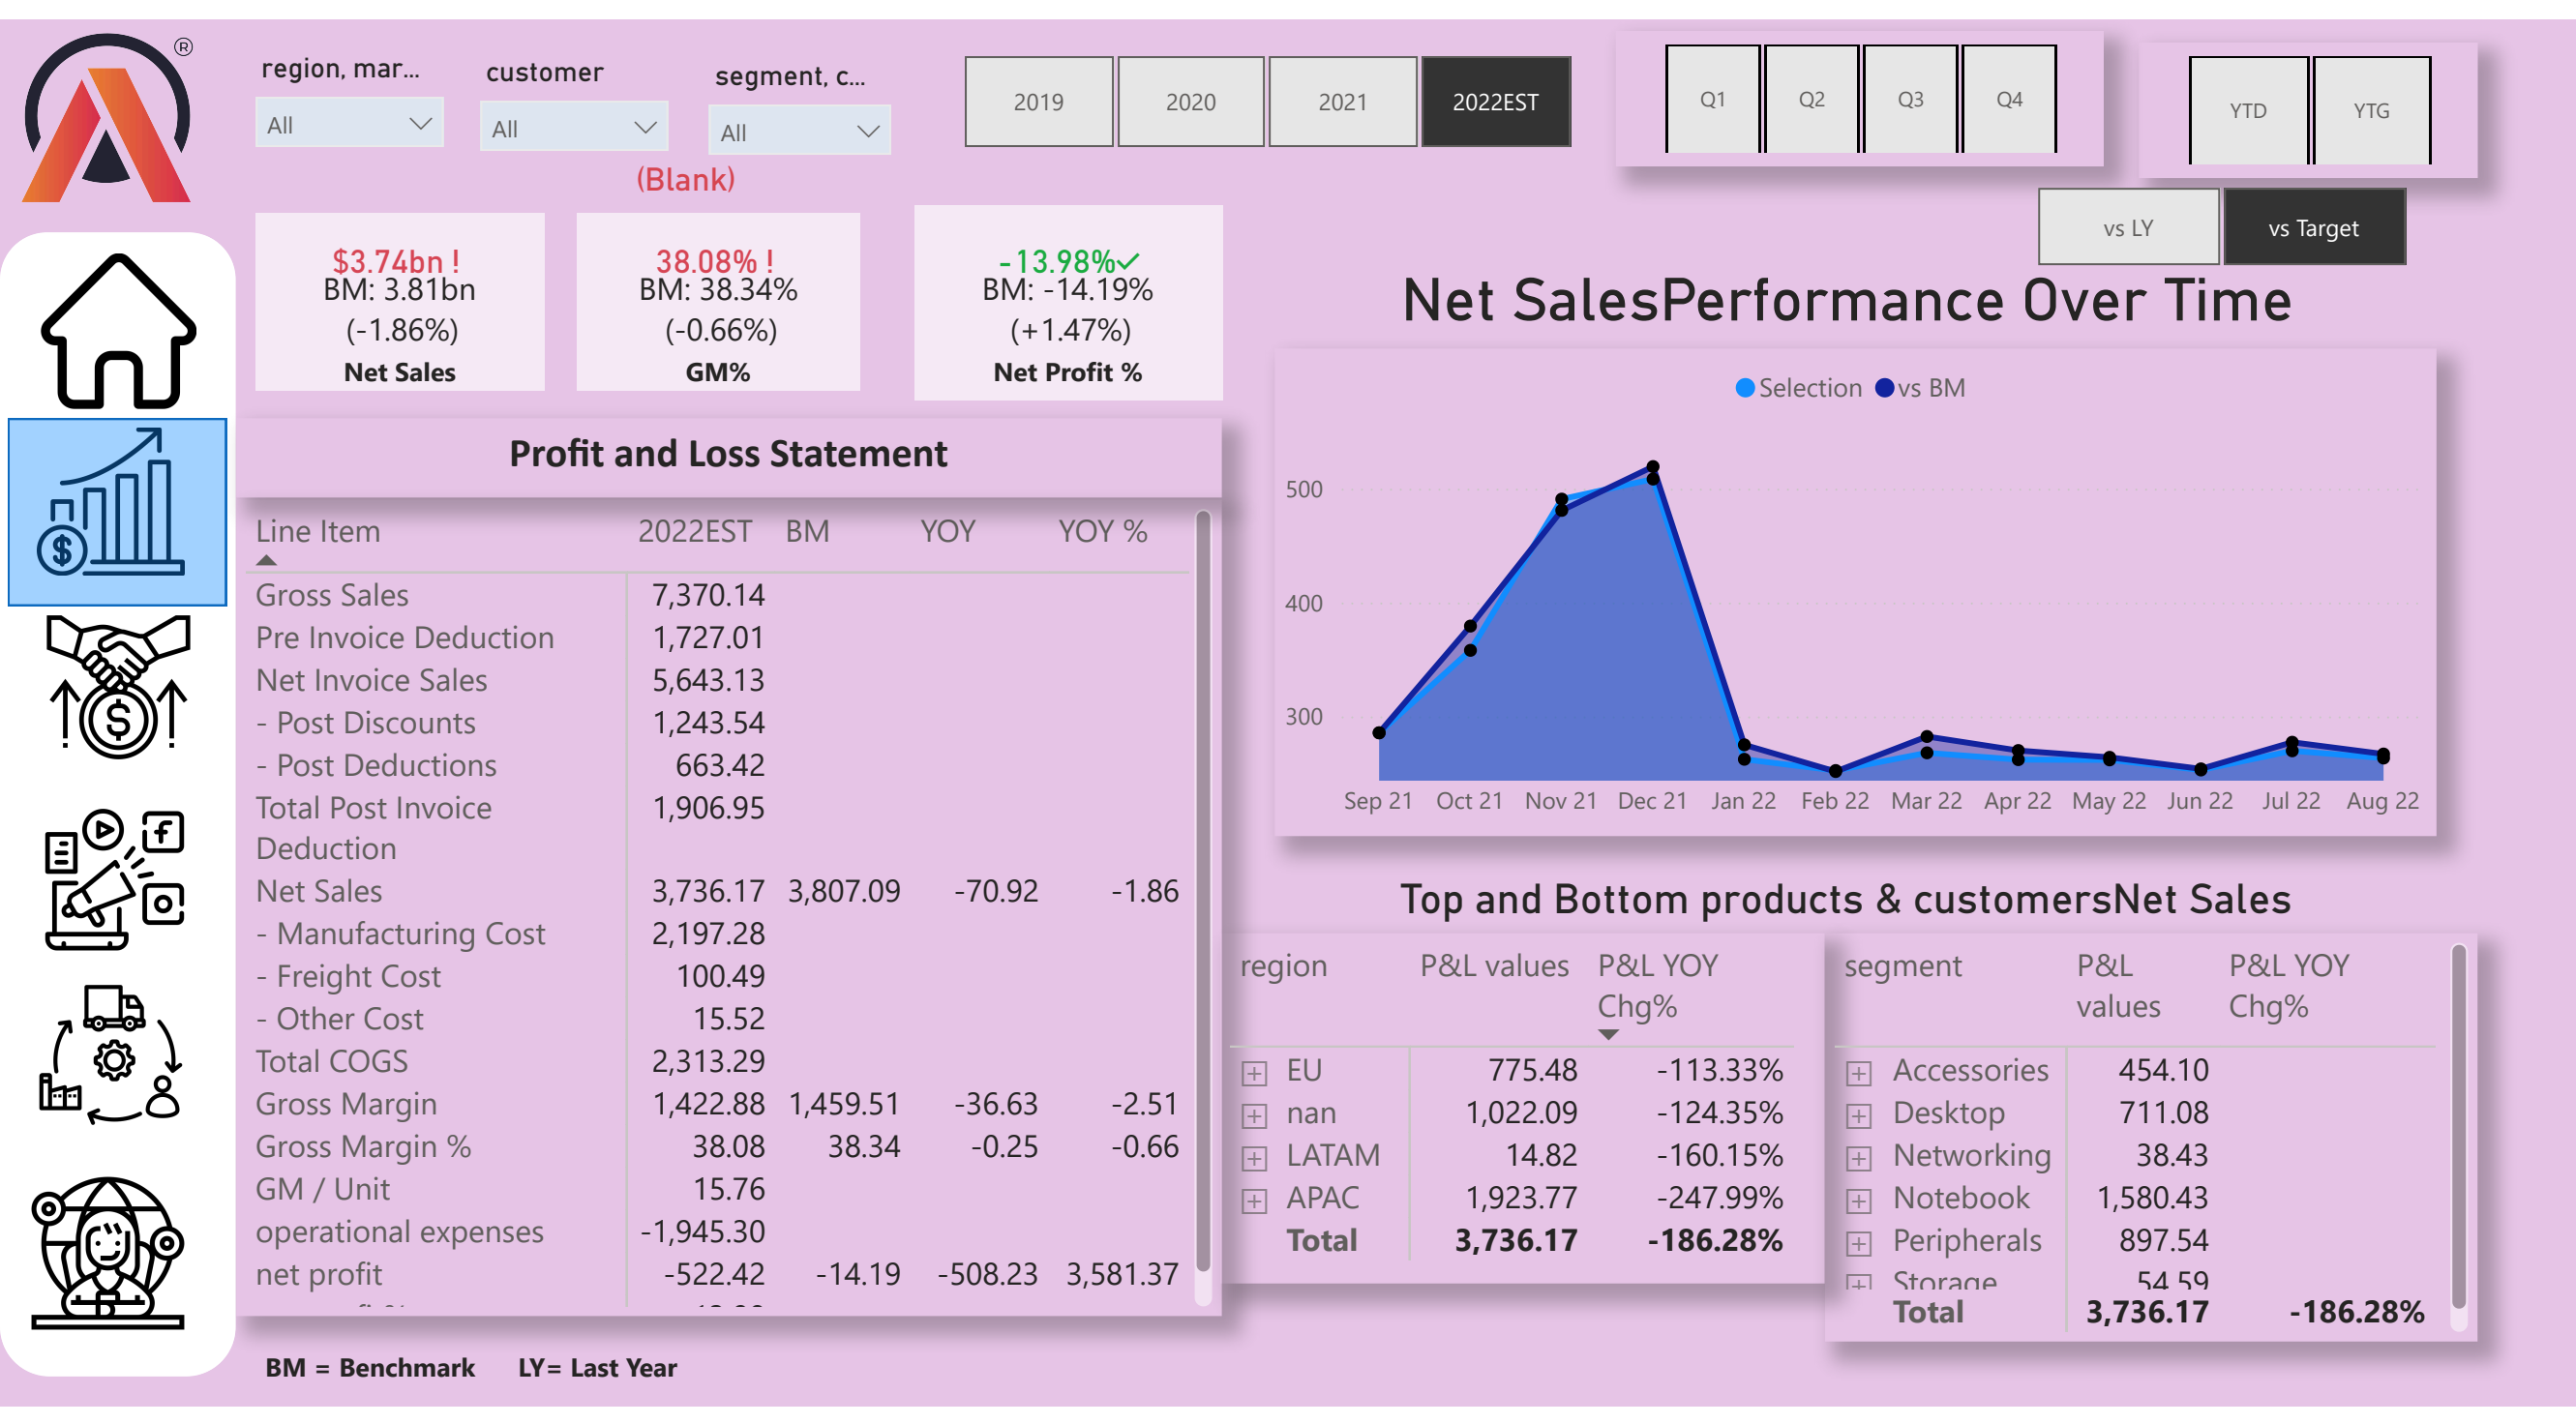 ®
region, mar...
customer
segment, c...
All
All
All
2019 2020 2021 2022EST
Q1 Q2 Q3 Q4
YTD YTG
(Blank)
vs LY vs Target
$3.74bn !
BM: 3.81bn
(-1.86%)
Net Sales
38.08% !
BM: 38.34%
(-0.66%)
GM%
-13.98%✓
BM: -14.19%
(+1.47%)
Net Profit %
Net SalesPerformance Over Time
Selection vs BM
500
400
300
Sep 21 Oct 21 Nov 21 Dec 21 Jan 22 Feb 22 Mar 22 Apr 22 May 22 Jun 22 Jul 22 Aug 22
Profit and Loss Statement
Line Item 2022EST BM YOY YOY %
Gross Sales 7,370.14
Pre Invoice Deduction 1,727.01
Net Invoice Sales 5,643.13
- Post Discounts 1,243.54
- Post Deductions 663.42
Total Post Invoice 1,906.95
Deduction
Net Sales 3,736.17 3,807.09 -70.92 -1.86
- Manufacturing Cost 2,197.28
- Freight Cost 100.49
- Other Cost 15.52
Total COGS 2,313.29
Gross Margin 1,422.88 1,459.51 -36.63 -2.51
Gross Margin % 38.08 38.34 -0.25 -0.66
GM / Unit 15.76
operational expenses -1,945.30
net profit -522.42 -14.19 -508.23 3,581.37
Top and Bottom products & customersNet Sales
region P&L values P&L YOY
Chg%
EU 775.48 -113.33%
nan 1,022.09 -124.35%
LATAM 14.82 -160.15%
APAC 1,923.77 -247.99%
Total 3,736.17 -186.28%
segment P&L P&L YOY
values Chg%
Accessories 454.10
Desktop 711.08
Networking 38.43
Notebook 1,580.43
Peripherals 897.54
Storage 54.59
Total 3,736.17 -186.28%
BM = Benchmark LY= Last Year